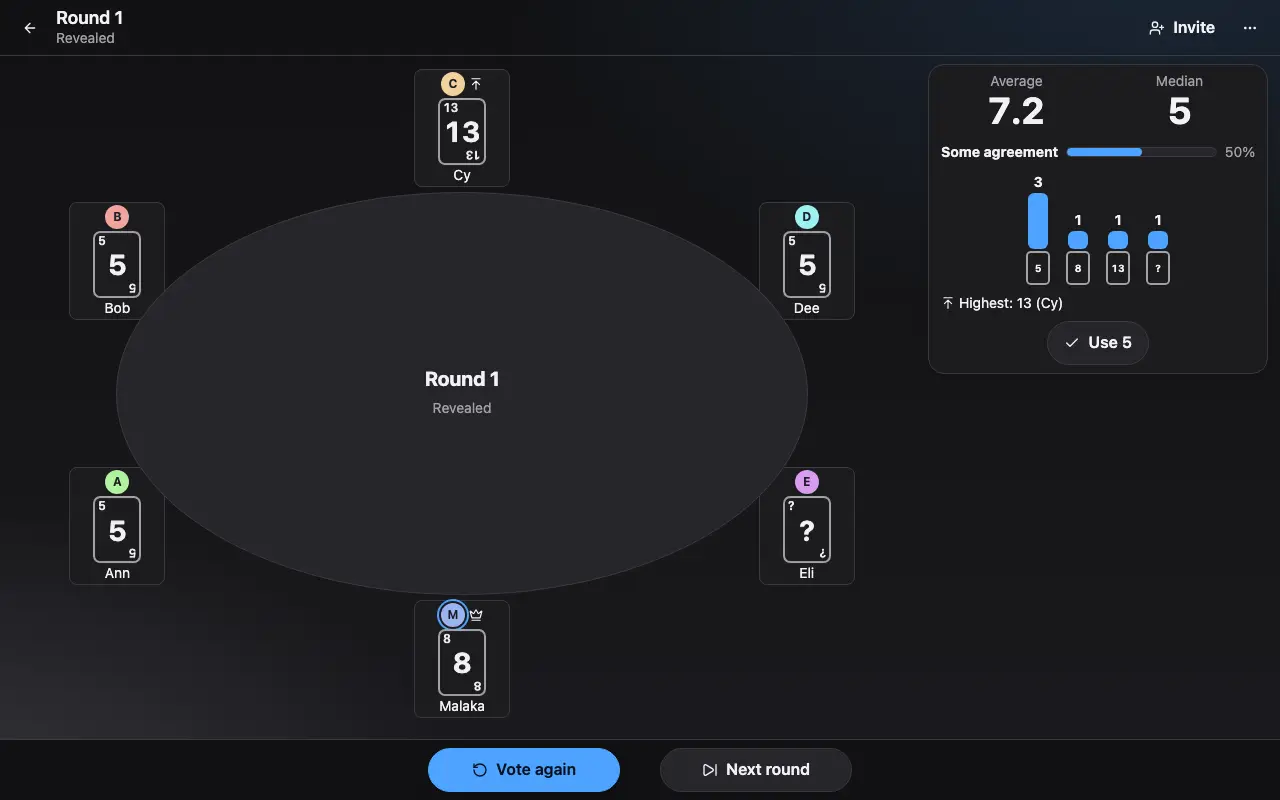 Round 1
Revealed
Invite
C
13
13
13
Cy
B
5
5
5
Bob
D
5
5
5
Dee
Round 1
Revealed
A
5
5
5
Ann
E
?
?
?
Eli
M
8
8
8
Malaka
Average
7.2
Median
5
Some agreement 50%
3 1 1 1
5 8 13 ?
Highest: 13 (Cy)
Use 5
Vote again
Next round